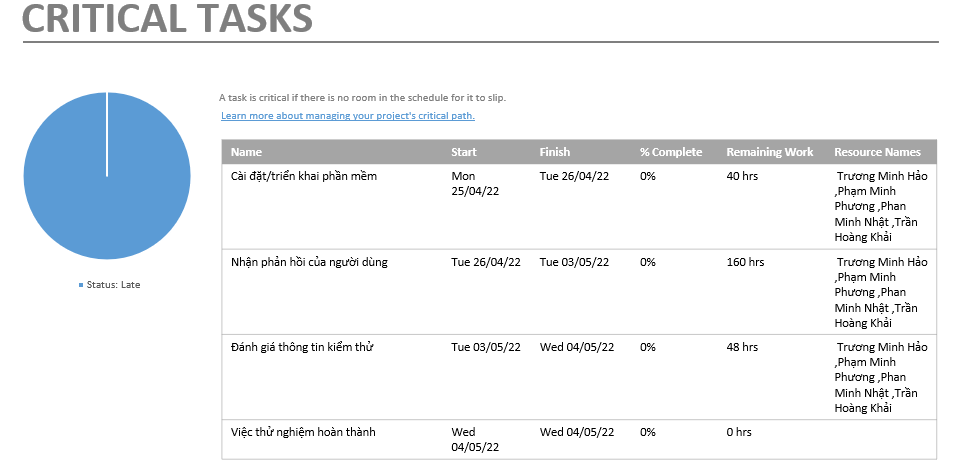 CRITICAL TASKS
A task is critical if there is no room in the schedule for it to slip.
Learn more about managing your project's critical path.
Status: Late
Name Start Finish % Complete Remaining Work Resource Names
Cài đặt/triển khai phần mềm Mon Tue 26/04/22 0% 40 hrs Trương Minh Hảo
25/04/22 ,Phạm Minh
Phương ,Phan
Minh Nhật ,Trần
Hoàng Khải
Nhận phản hồi của người dùng Tue 26/04/22 Tue 03/05/22 0% 160 hrs Trương Minh Hảo
,Phạm Minh
Phương ,Phan
Minh Nhật ,Trần
Hoàng Khải
Đánh giá thông tin kiểm thử Tue 03/05/22 Wed 04/05/22 0% 48 hrs Trương Minh Hảo
,Phạm Minh
Phương ,Phan
Minh Nhật ,Trần
Hoàng Khải
Việc thử nghiệm hoàn thành Wed Wed 04/05/22 0% 0 hrs
04/05/22